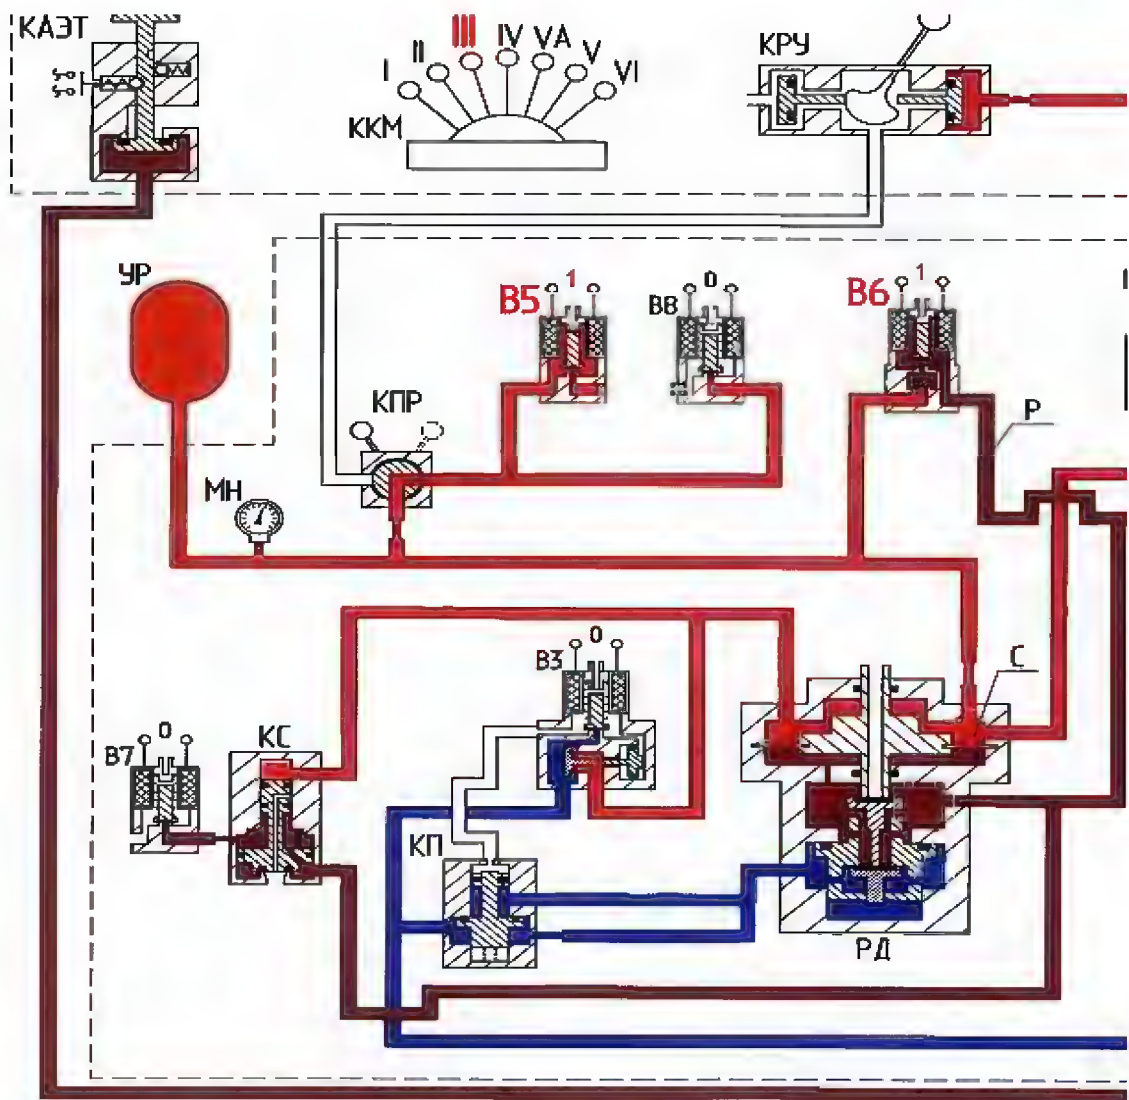 КАЭТ
I II III IV VA V VI
ККМ
КРУ
УР
В5 1
В8 0
В6 1
КПР
Р
МН
В3 0
С
В7 0
КС
КП
РД